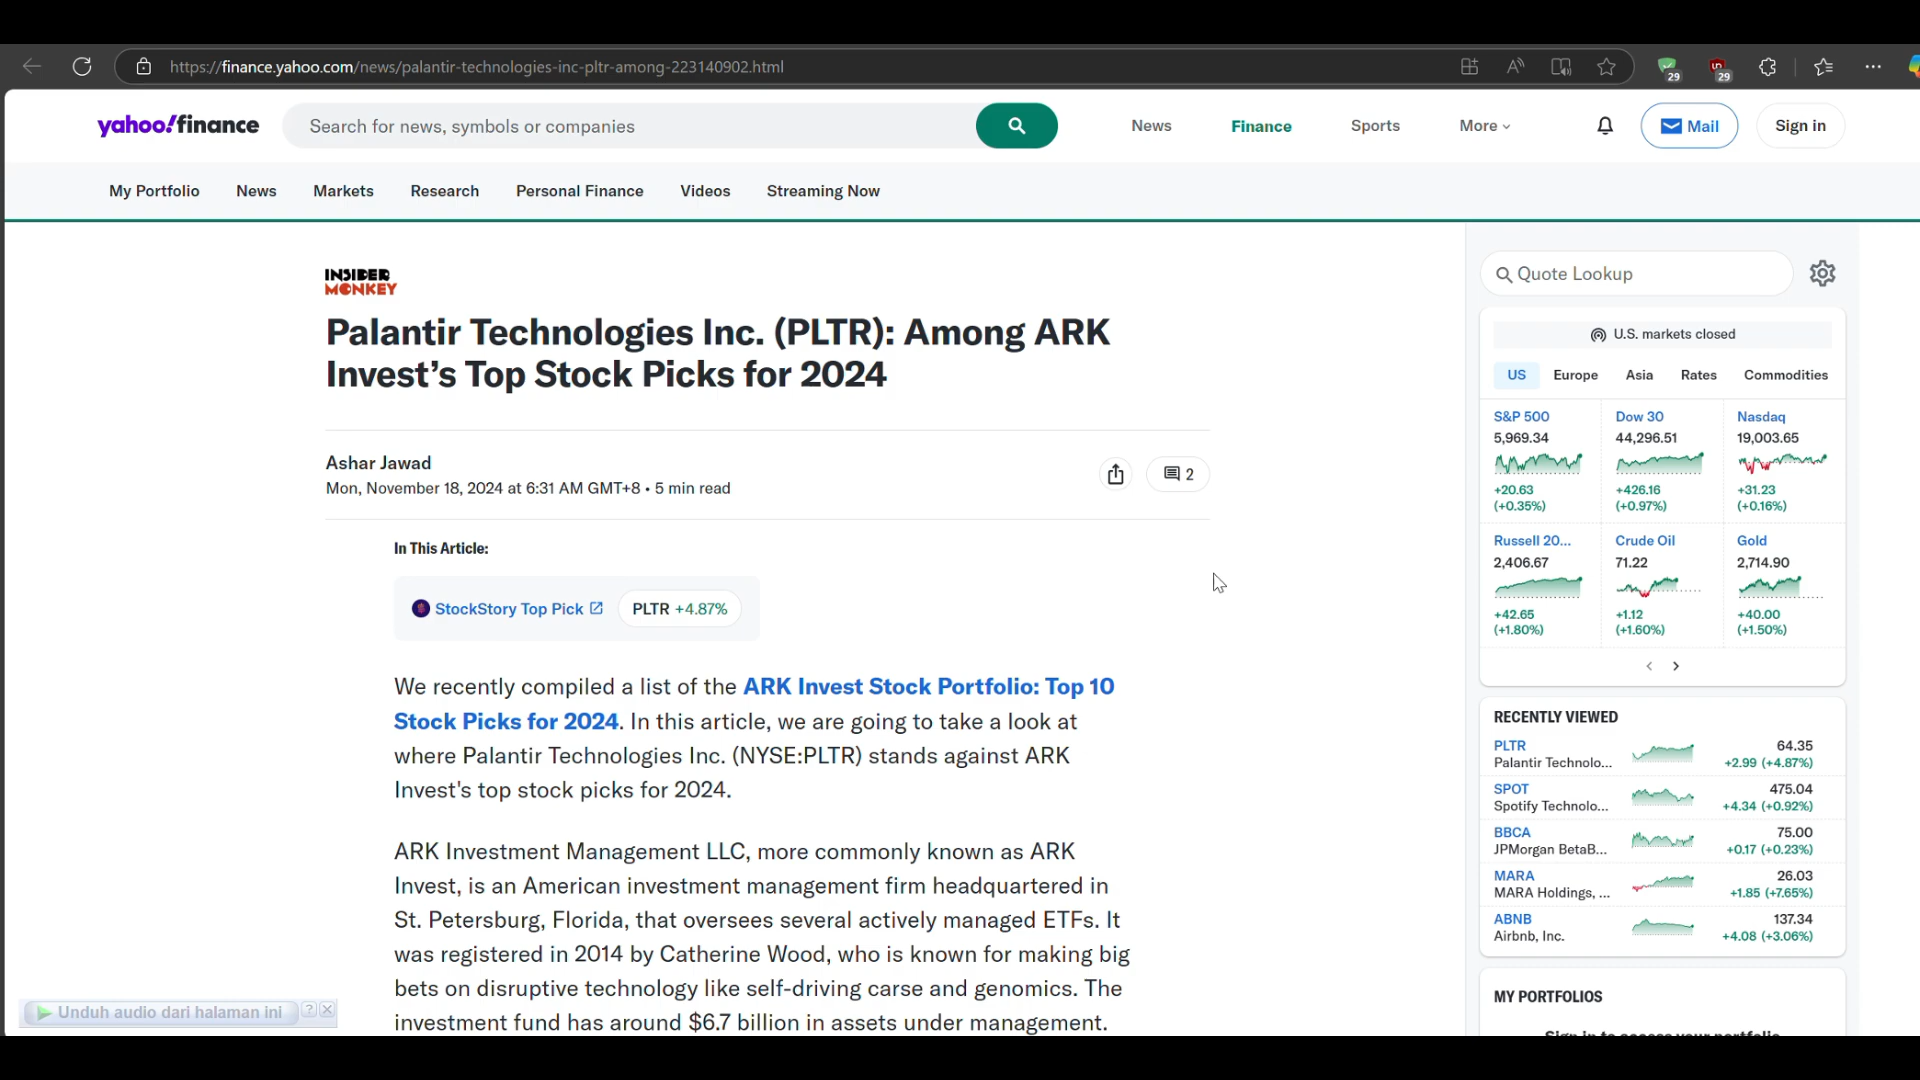 https://finance.yahoo.com/news/palantir-technologies-inc-pltr-among-223140902.html
29
29
yahoo!finance
Search for news, symbols or companies
News
Finance
Sports
More
Mail
Sign in
My Portfolio
News
Markets
Research
Personal Finance
Videos
Streaming Now
INSIDER
MONKEY
Palantir Technologies Inc. (PLTR): Among ARK
Invest's Top Stock Picks for 2024
Ashar Jawad
Mon, November 18, 2024 at 6:31 AM GMT+8 • 5 min read
2
In This Article:
StockStory Top Pick
PLTR +4.87%
We recently compiled a list of the ARK Invest Stock Portfolio: Top 10
Stock Picks for 2024. In this article, we are going to take a look at
where Palantir Technologies Inc. (NYSE:PLTR) stands against ARK
Invest's top stock picks for 2024.
ARK Investment Management LLC, more commonly known as ARK
Invest, is an American investment management firm headquartered in
St. Petersburg, Florida, that oversees several actively managed ETFs. It
was registered in 2014 by Catherine Wood, who is known for making big
bets on disruptive technology like self-driving carse and genomics. The
investment fund has around $6.7 billion in assets under management.
Unduh audio dari halaman ini ? X
Quote Lookup
U.S. markets closed
US Europe Asia Rates Commodities
S&P 500
5,969.34
+20.63
(+0.35%)
Dow 30
44,296.51
+426.16
(+0.97%)
Nasdaq
19,003.65
+31.23
(+0.16%)
Russell 20...
2,406.67
+42.65
(+1.80%)
Crude Oil
71.22
+1.12
(+1.60%)
Gold
2,714.90
+40.00
(+1.50%)
RECENTLY VIEWED
PLTR 64.35
Palantir Technolo... +2.99 (+4.87%)
SPOT 475.04
Spotify Technolo... +4.34 (+0.92%)
BBCA 75.00
JPMorgan BetaB... +0.17 (+0.23%)
MARA 26.03
MARA Holdings, ... +1.85 (+7.65%)
ABNB 137.34
Airbnb, Inc. +4.08 (+3.06%)
MY PORTFOLIOS
Sign in to access your portfolio